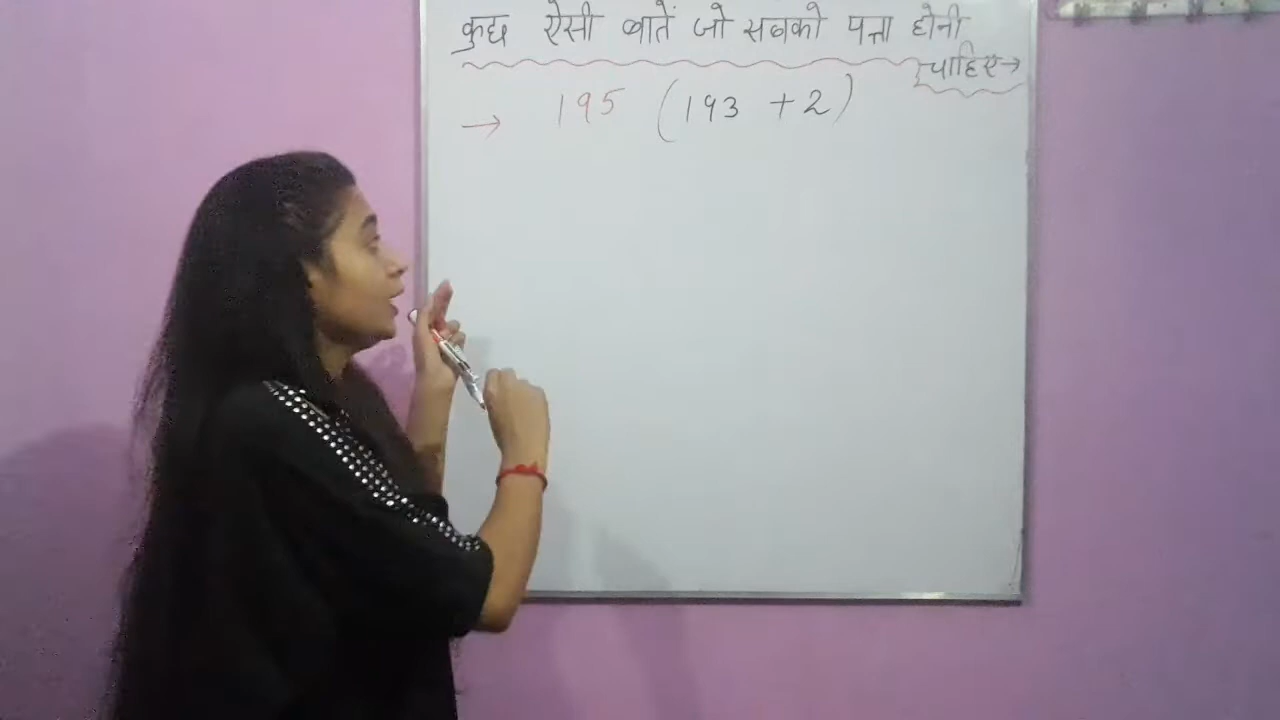 कुछ ऐसी बातें जो सबको पता होनी
चाहिए →
→ 195 (193 + 2)